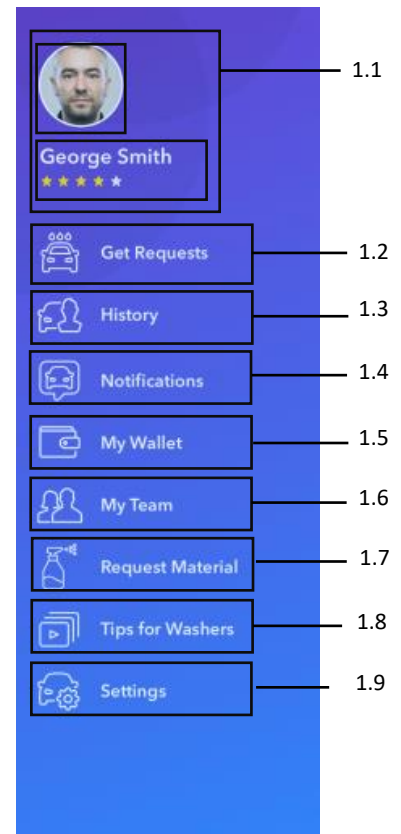 1.1
George Smith
Get Requests
1.2
History
1.3
Notifications
1.4
My Wallet
1.5
My Team
1.6
Request Material
1.7
Tips for Washers
1.8
Settings
1.9